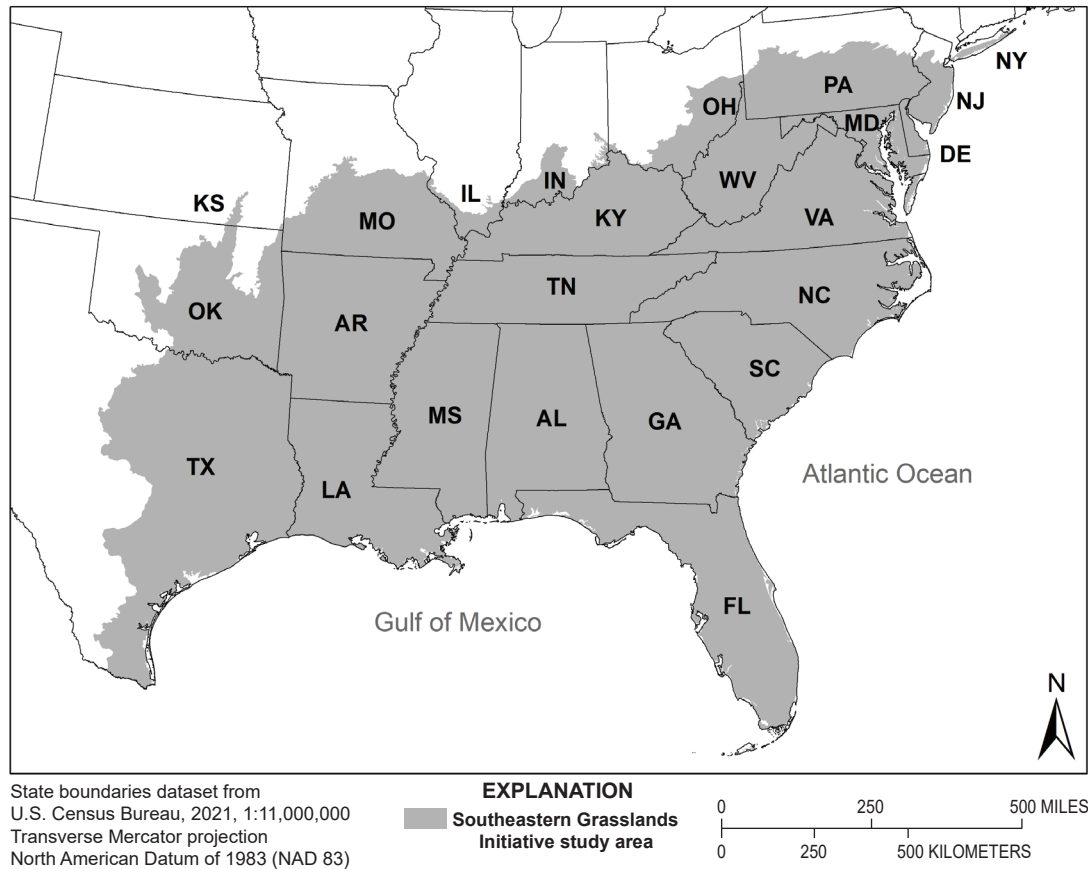 NY
PA
OH
NJ
MD
DE
IN
WV
IL
KS
MO
KY
VA
TN
NC
OK
AR
SC
MS
AL
GA
TX
LA
Atlantic Ocean
FL
Gulf of Mexico
N
State boundaries dataset from
U.S. Census Bureau, 2021, 1:11,000,000
Transverse Mercator projection
North American Datum of 1983 (NAD 83)
EXPLANATION
Southeastern Grasslands
Initiative study area
0 250 500 MILES
0 250 500 KILOMETERS